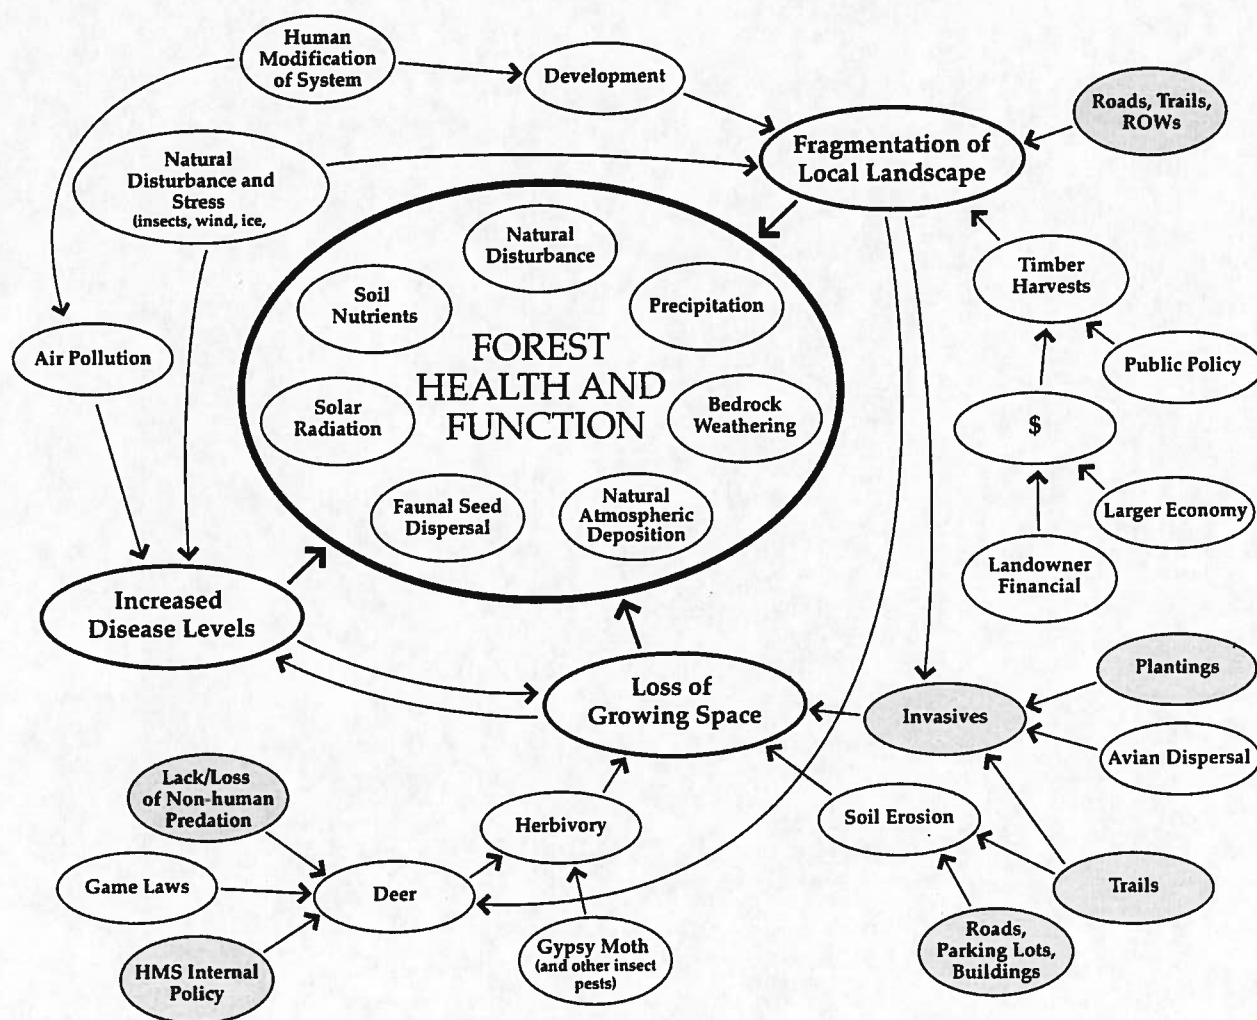 Human
Modification
of System
Development
Roads, Trails,
ROWs
Fragmentation of
Local Landscape
Natural
Disturbance and
Stress
(insects, wind, ice,
Natural
Disturbance
Timber
Harvests
Soil
Nutrients
Precipitation
Air Pollution
FOREST
HEALTH AND
FUNCTION
Public Policy
Solar
Radiation
Bedrock
Weathering
$
Faunal Seed
Dispersal
Natural
Atmospheric
Deposition
Larger Economy
Landowner
Financial
Increased
Disease Levels
Loss of
Growing Space
Plantings
Invasives
Avian Dispersal
Lack/Loss
of Non-human
Predation
Herbivory
Soil Erosion
Game Laws
Deer
Trails
HMS Internal
Policy
Gypsy Moth
(and other insect
pests)
Roads,
Parking Lots,
Buildings